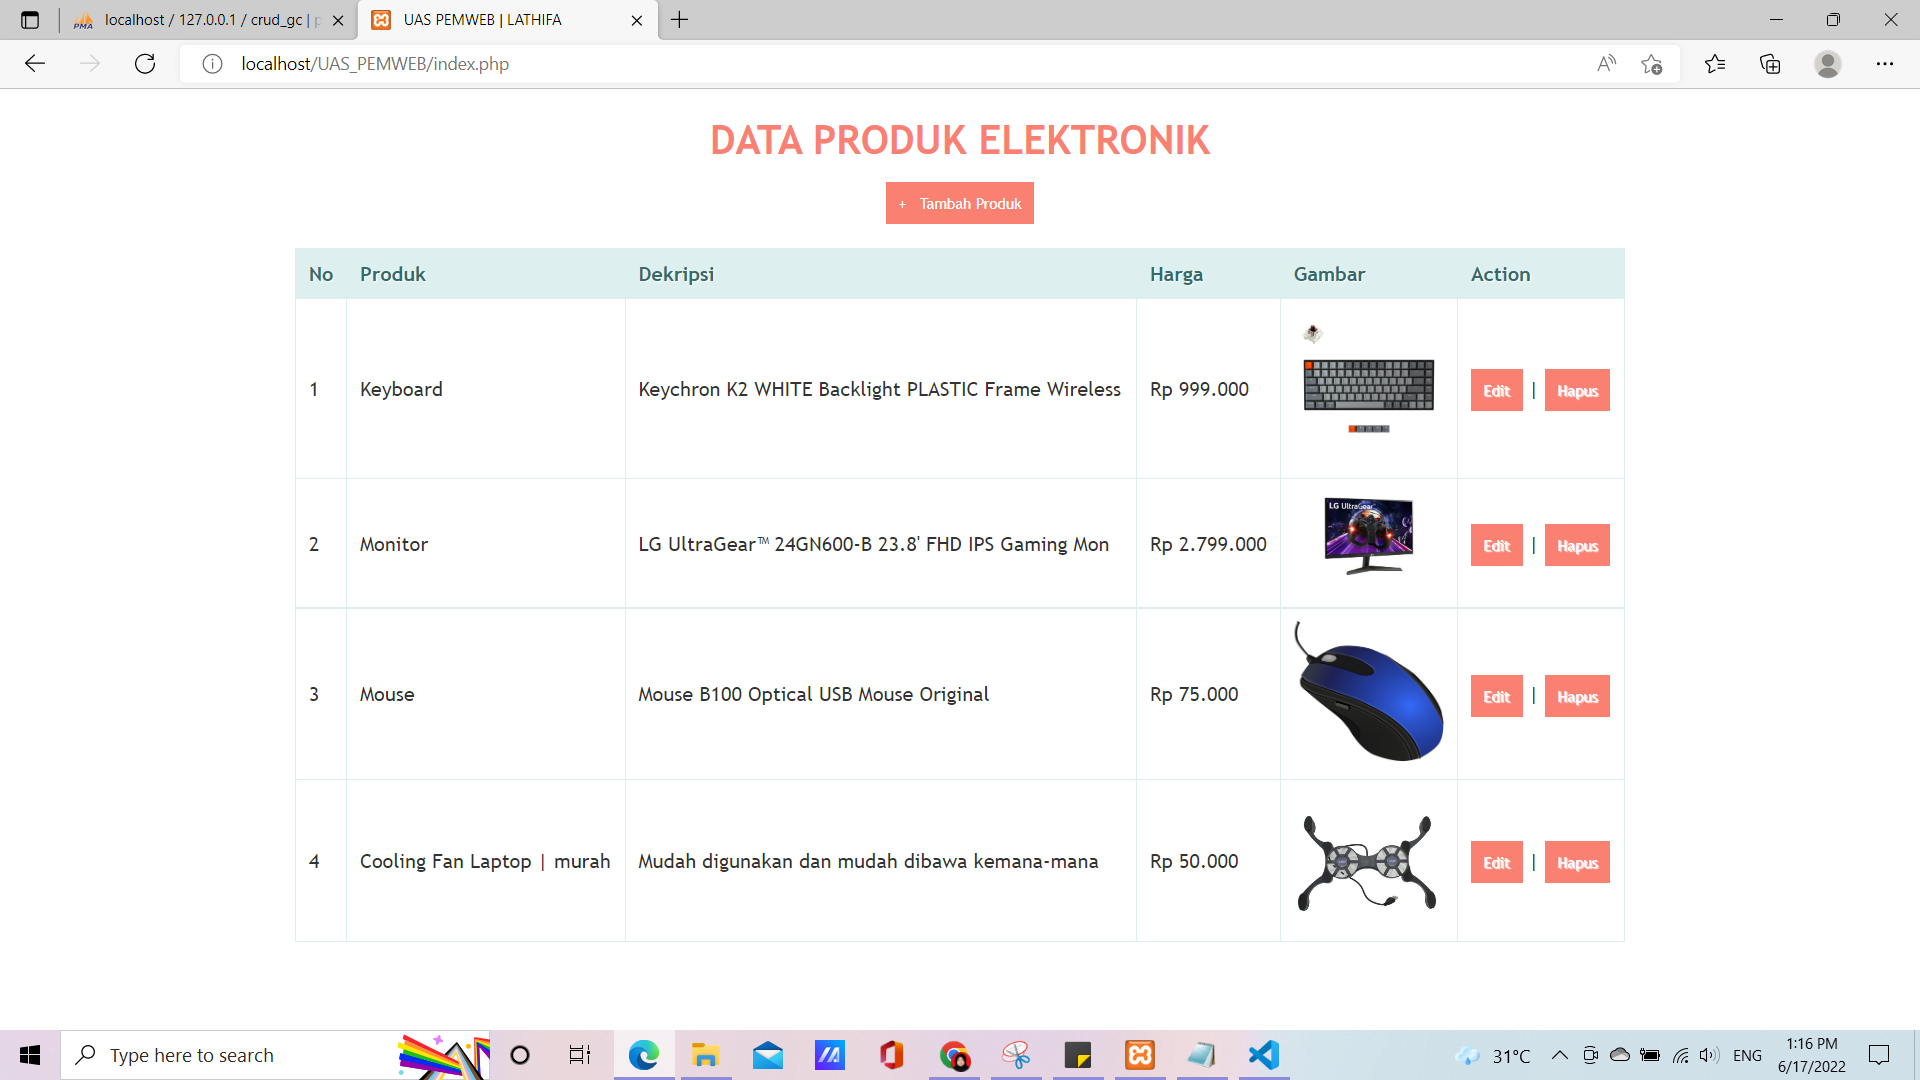 localhost / 127.0.0.1 / crud_gc | p
UAS PEMWEB | LATHIFA
localhost/UAS_PEMWEB/index.php
DATA PRODUK ELEKTRONIK
+ Tambah Produk
No Produk Dekripsi Harga Gambar Action
1 Keyboard Keychron K2 WHITE Backlight PLASTIC Frame Wireless Rp 999.000 Edit | Hapus
LG UltraGear
2 Monitor LG UltraGear™ 24GN600-B 23.8' FHD IPS Gaming Mon Rp 2.799.000 Edit | Hapus
3 Mouse Mouse B100 Optical USB Mouse Original Rp 75.000 Edit | Hapus
4 Cooling Fan Laptop | murah Mudah digunakan dan mudah dibawa kemana-mana Rp 50.000 Edit | Hapus
Type here to search
31°C
ENG
1:16 PM
6/17/2022